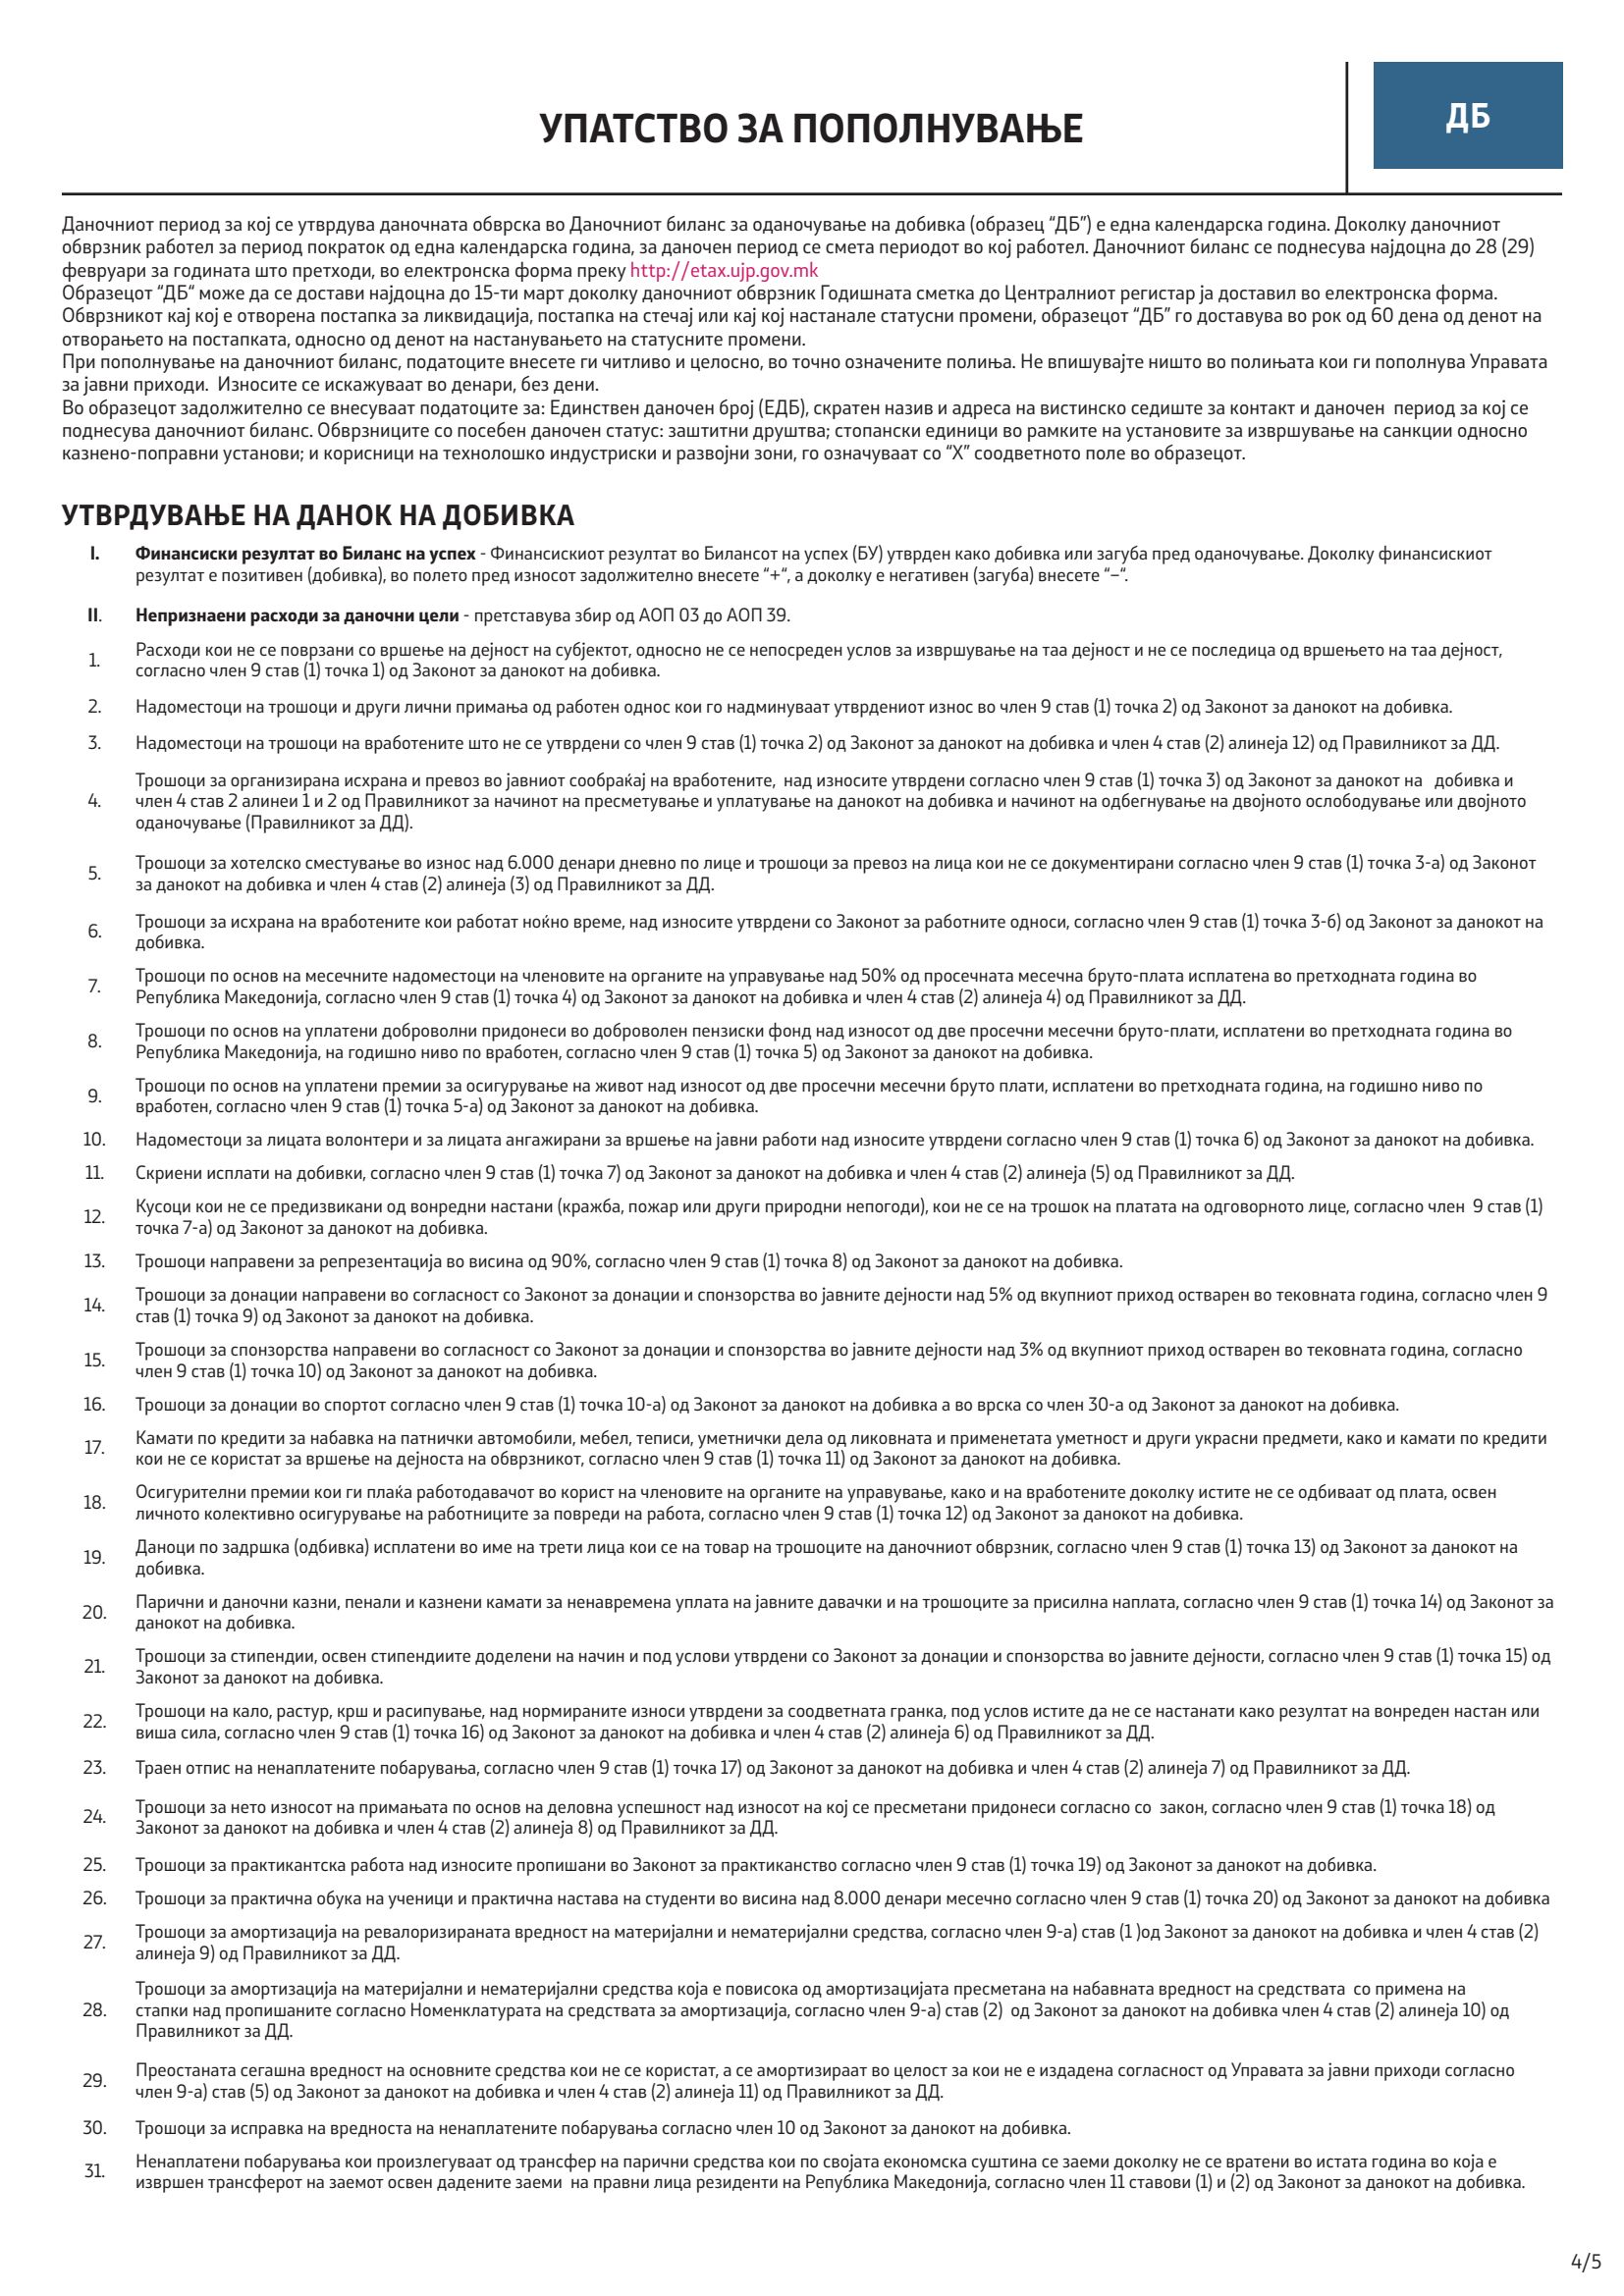 УПАТСТВО ЗА ПОПОЛНУВАЊЕ
ДБ
Даночниот период за кој се утврдува даночната обврска во Даночниот биланс за оданочување на добивка (образец “ДБ”) е една календарска година. Доколку даночниот
обврзник работел за период пократок од една календарска година, за даночен период се смета периодот во кој работел. Даночниот биланс се поднесува најдоцна до 28 (29)
февруари за годината што претходи, во електронска форма преку http://etax.ujp.gov.mk
Образецот “ДБ“ може да се достави најдоцна до 15-ти март доколку даночниот обврзник Годишната сметка до Централниот регистар ја доставил во електронска форма.
Обврзникот кај кој е отворена постапка за ликвидација, постапка на стечај или кај кој настанале статусни промени, образецот “ДБ” го доставува во рок од 60 дена од денот на
отворањето на постапката, односно од денот на настанувањето на статусните промени.
При пополнување на даночниот биланс, податоците внесете ги читливо и целосно, во точно означените полиња. Не впишувајте ништо во полињата кои ги пополнува Управата
за јавни приходи. Износите се искажуваат во денари, без дени.
Во образецот задолжително се внесуваат податоците за: Единствен даночен број (ЕДБ), скратен назив и адреса на вистинско седиште за контакт и даночен период за кој се
поднесува даночниот биланс. Обврзниците со посебен даночен статус: заштитни друштва; стопански единици во рамките на установите за извршување на санкции односно
казнено-поправни установи; и корисници на технолошко индустриски и развојни зони, го означуваат со “X” соодветното поле во образецот.
УТВРДУВАЊЕ НА ДАНОК НА ДОБИВКА
I. Финансиски резултат во Биланс на успех - Финансискиот резултат во Билансот на успех (БУ) утврден како добивка или загуба пред оданочување. Доколку финансискиот
резултат е позитивен (добивка), во полето пред износот задолжително внесете “+“, а доколку е негативен (загуба) внесете “–“.
II. Непризнаени расходи за даночни цели - претставува збир од АОП 03 до АОП 39.
1. Расходи кои не се поврзани со вршење на дејност на субјектот, односно не се непосреден услов за извршување на таа дејност и не се последица од вршењето на таа дејност,
согласно член 9 став (1) точка 1) од Законот за данокот на добивка.
2. Надоместоци на трошоци и други лични примања од работен однос кои го надминуваат утврдениот износ во член 9 став (1) точка 2) од Законот за данокот на добивка.
3. Надоместоци на трошоци на вработените што не се утврдени со член 9 став (1) точка 2) од Законот за данокот на добивка и член 4 став (2) алинеја 12) од Правилникот за ДД.
4. Трошоци за организирана исхрана и превоз во јавниот сообраќај на вработените, над износите утврдени согласно член 9 став (1) точка 3) од Законот за данокот на добивка и
член 4 став 2 алинеи 1 и 2 од Правилникот за начинот на пресметување и уплатување на данокот на добивка и начинот на одбегнување на двојното ослободување или двојното
оданочување (Правилникот за ДД).
5. Трошоци за хотелско сместување во износ над 6.000 денари дневно по лице и трошоци за превоз на лица кои не се документирани согласно член 9 став (1) точка 3-а) од Законот
за данокот на добивка и член 4 став (2) алинеја (3) од Правилникот за ДД.
6. Трошоци за исхрана на вработените кои работат ноќно време, над износите утврдени со Законот за работните односи, согласно член 9 став (1) точка 3-б) од Законот за данокот на
добивка.
7. Трошоци по основ на месечните надоместоци на членовите на органите на управување над 50% од просечната месечна бруто-плата исплатена во претходната година во
Република Македонија, согласно член 9 став (1) точка 4) од Законот за данокот на добивка и член 4 став (2) алинеја 4) од Правилникот за ДД.
8. Трошоци по основ на уплатени доброволни придонеси во доброволен пензиски фонд над износот од две просечни месечни бруто-плати, исплатени во претходната година во
Република Македонија, на годишно ниво по вработен, согласно член 9 став (1) точка 5) од Законот за данокот на добивка.
9. Трошоци по основ на уплатени премии за осигурување на живот над износот од две просечни месечни бруто плати, исплатени во претходната година, на годишно ниво по
вработен, согласно член 9 став (1) точка 5-а) од Законот за данокот на добивка.
10. Надоместоци за лицата волонтери и за лицата ангажирани за вршење на јавни работи над износите утврдени согласно член 9 став (1) точка 6) од Законот за данокот на добивка.
11. Скриени исплати на добивки, согласно член 9 став (1) точка 7) од Законот за данокот на добивка и член 4 став (2) алинеја (5) од Правилникот за ДД.
12. Кусоци кои не се предизвикани од вонредни настани (кражба, пожар или други природни непогоди), кои не се на трошок на платата на одговорното лице, согласно член 9 став (1)
точка 7-а) од Законот за данокот на добивка.
13. Трошоци направени за репрезентација во висина од 90%, согласно член 9 став (1) точка 8) од Законот за данокот на добивка.
14. Трошоци за донации направени во согласност со Законот за донации и спонзорства во јавните дејности над 5% од вкупниот приход остварен во тековната година, согласно член 9
став (1) точка 9) од Законот за данокот на добивка.
15. Трошоци за спонзорства направени во согласност со Законот за донации и спонзорства во јавните дејности над 3% од вкупниот приход остварен во тековната година, согласно
член 9 став (1) точка 10) од Законот за данокот на добивка.
16. Трошоци за донации во спортот согласно член 9 став (1) точка 10-а) од Законот за данокот на добивка а во врска со член 30-а од Законот за данокот на добивка.
17. Камати по кредити за набавка на патнички автомобили, мебел, теписи, уметнички дела од ликовната и применетата уметност и други украсни предмети, како и камати по кредити
кои не се користат за вршење на дејноста на обврзникот, согласно член 9 став (1) точка 11) од Законот за данокот на добивка.
18. Осигурителни премии кои ги плаќа работодавачот во корист на членовите на органите на управување, како и на вработените доколку истите не се одбиваат од плата, освен
личното колективно осигурување на работниците за повреди на работа, согласно член 9 став (1) точка 12) од Законот за данокот на добивка.
19. Даноци по задршка (одбивка) исплатени во име на трети лица кои се на товар на трошоците на даночниот обврзник, согласно член 9 став (1) точка 13) од Законот за данокот на
добивка.
20. Парични и даночни казни, пенали и казнени камати за ненавремена уплата на јавните давачки и на трошоците за присилна наплата, согласно член 9 став (1) точка 14) од Законот за
данокот на добивка.
21. Трошоци за стипендии, освен стипендиите доделени на начин и под услови утврдени со Законот за донации и спонзорства во јавните дејности, согласно член 9 став (1) точка 15) од
Законот за данокот на добивка.
22. Трошоци на кало, растур, крш и расипување, над нормираните износи утврдени за соодветната гранка, под услов истите да не се настанати како резултат на вонреден настан или
виша сила, согласно член 9 став (1) точка 16) од Законот за данокот на добивка и член 4 став (2) алинеја 6) од Правилникот за ДД.
23. Траен отпис на ненаплатените побарувања, согласно член 9 став (1) точка 17) од Законот за данокот на добивка и член 4 став (2) алинеја 7) од Правилникот за ДД.
24. Трошоци за нето износот на примањата по основ на деловна успешност над износот на кој се пресметани придонеси согласно со закон, согласно член 9 став (1) точка 18) од
Законот за данокот на добивка и член 4 став (2) алинеја 8) од Правилникот за ДД.
25. Трошоци за практикантска работа над износите пропишани во Законот за практиканство согласно член 9 став (1) точка 19) од Законот за данокот на добивка.
26. Трошоци за практична обука на ученици и практична настава на студенти во висина над 8.000 денари месечно согласно член 9 став (1) точка 20) од Законот за данокот на добивка
27. Трошоци за амортизација на ревалоризираната вредност на материјални и нематеријални средства, согласно член 9-а) став (1 )од Законот за данокот на добивка и член 4 став (2)
алинеја 9) од Правилникот за ДД.
28. Трошоци за амортизација на материјални и нематеријални средства која е повисока од амортизацијата пресметана на набавната вредност на средствата со примена на
стапки над пропишаните согласно Номенклатурата на средствата за амортизација, согласно член 9-а) став (2) од Законот за данокот на добивка член 4 став (2) алинеја 10) од
Правилникот за ДД.
29. Преостаната сегашна вредност на основните средства кои не се користат, а се амортизираат во целост за кои не е издадена согласност од Управата за јавни приходи согласно
член 9-а) став (5) од Законот за данокот на добивка и член 4 став (2) алинеја 11) од Правилникот за ДД.
30. Трошоци за исправка на вредноста на ненаплатените побарувања согласно член 10 од Законот за данокот на добивка.
31. Ненаплатени побарувања кои произлегуваат од трансфер на парични средства кои по својата економска суштина се заеми доколку не се вратени во истата година во која е
извршен трансферот на заемот освен дадените заеми на правни лица резиденти на Република Македонија, согласно член 11 ставови (1) и (2) од Законот за данокот на добивка.
4/5